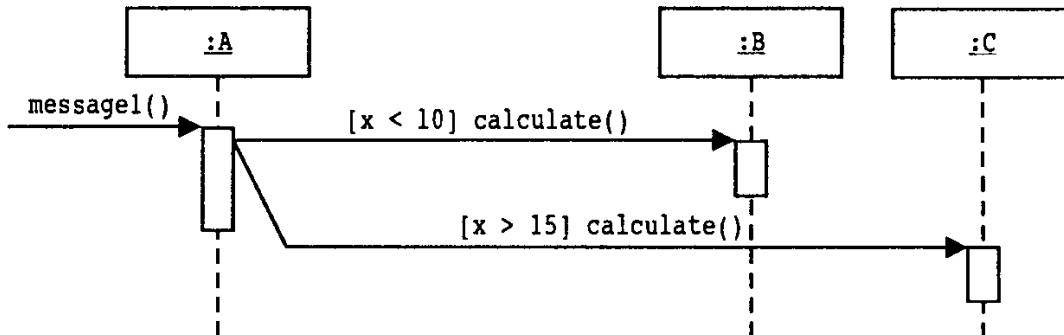 :A
:B
:C
message1()
[x < 10] calculate()
[x > 15] calculate()